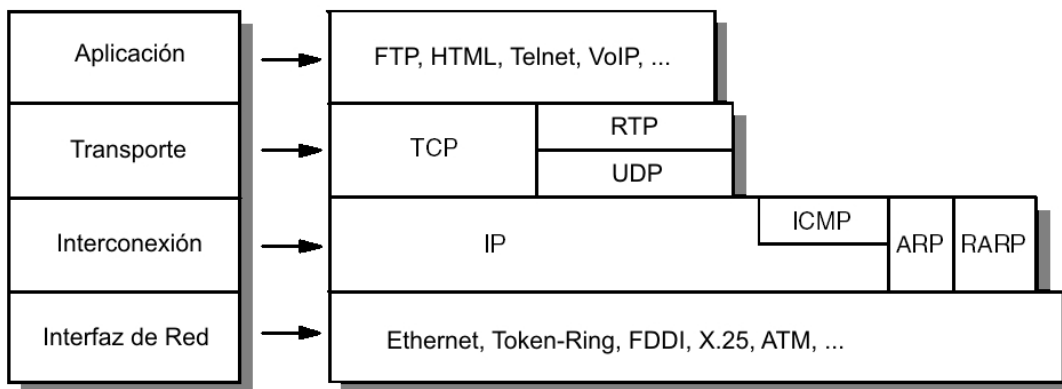 Aplicación
FTP, HTML, Telnet, VoIP, ...
Transporte
TCP
RTP
UDP
Interconexión
IP
ICMP
ARP
RARP
Interfaz de Red
Ethernet, Token-Ring, FDDI, X.25, ATM, ...